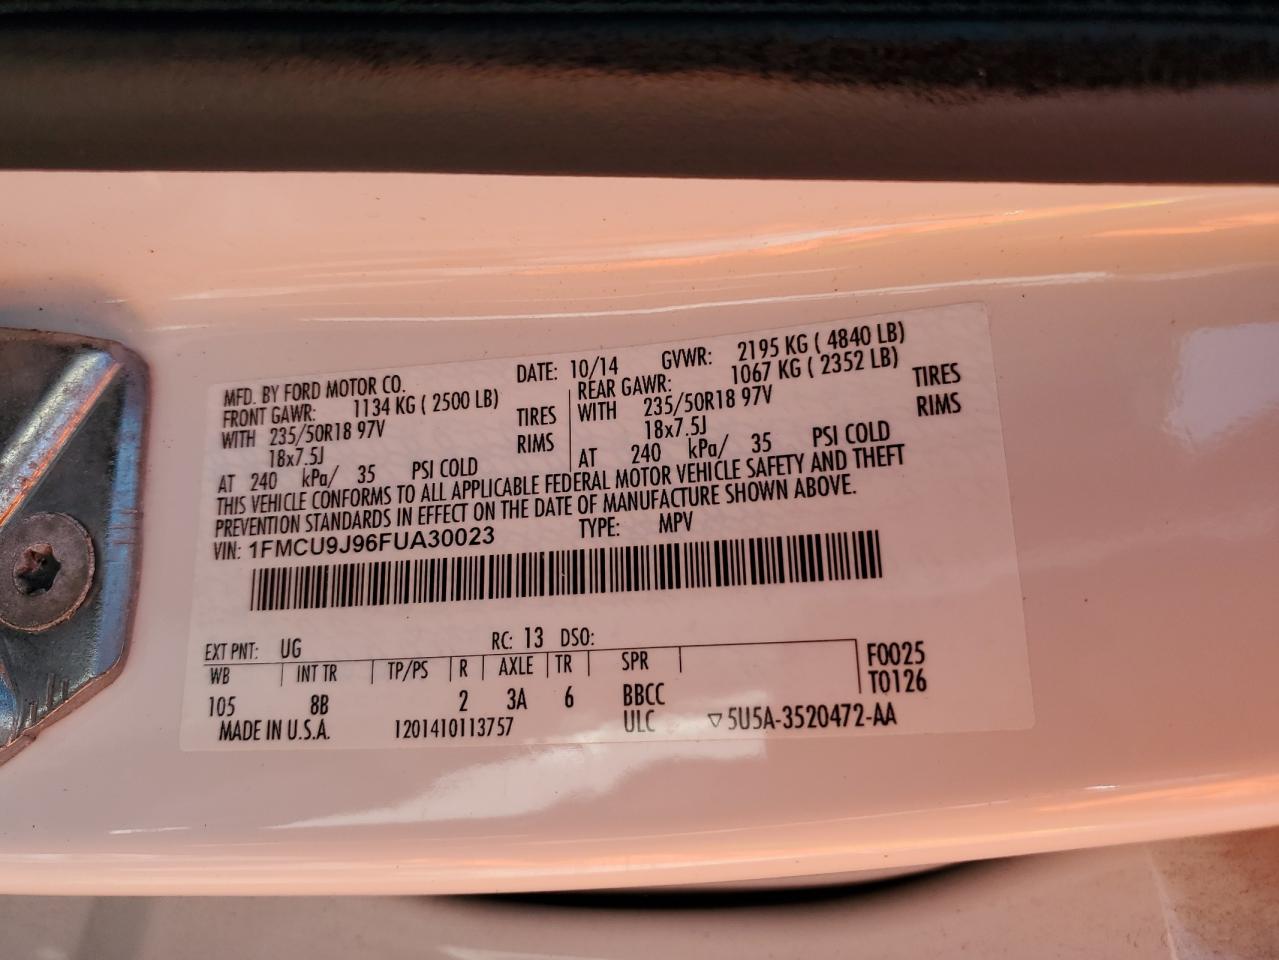 MFD. BY FORD MOTOR CO. DATE: 10/14 GVWR: 2195 KG ( 4840 LB)
FRONT GAWR: 1134 KG ( 2500 LB) REAR GAWR: 1067 KG ( 2352 LB)
WITH 235/50R18 97V TIRES WITH 235/50R18 97V TIRES
18x7.5J RIMS 18x7.5J RIMS
AT 240 kPa/ 35 PSI COLD AT 240 kPa/ 35 PSI COLD
THIS VEHICLE CONFORMS TO ALL APPLICABLE FEDERAL MOTOR VEHICLE SAFETY AND THEFT
PREVENTION STANDARDS IN EFFECT ON THE DATE OF MANUFACTURE SHOWN ABOVE.
VIN: 1FMCU9J96FUA30023 TYPE: MPV
EXT PNT: UG RC: 13 DSO: F0025
WB INT TR TP/PS R AXLE TR SPR T0126
105 8B 2 3A 6 BBCC
MADE IN U.S.A. 1201410113757 ULC ▽5U5A-3520472-AA